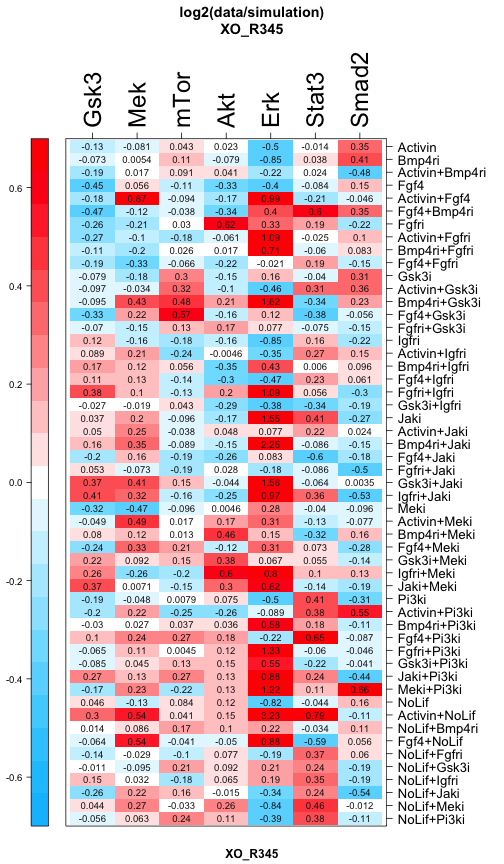 log2(data/simulation)
XO_R345
Gsk3 Mek mTor Akt Erk Stat3 Smad2
-0.13 -0.081 0.043 0.023 -0.5 -0.014 0.35 Activin
-0.073 0.0054 0.11 -0.079 -0.85 0.038 0.41 Bmp4ri
-0.19 0.017 0.091 0.041 -0.22 0.024 -0.48 Activin+Bmp4ri
-0.45 0.056 -0.11 -0.33 -0.4 -0.084 0.15 Fgf4
0.6 -0.18 0.87 -0.094 -0.17 0.99 -0.21 -0.046 Activin+Fgf4
-0.47 -0.12 -0.038 -0.34 0.4 0.6 0.35 Fgf4+Bmp4ri
-0.26 -0.21 0.03 0.62 0.33 0.19 -0.22 Fgfri
-0.27 -0.1 -0.18 -0.061 1.09 -0.025 0.1 Activin+Fgfri
-0.11 -0.2 0.026 0.017 0.71 -0.06 0.083 Bmp4ri+Fgfri
-0.19 -0.33 -0.066 -0.22 -0.021 0.19 -0.15 Fgf4+Fgfri
-0.079 -0.18 0.3 -0.15 0.16 -0.04 0.31 Gsk3i
0.4 -0.097 -0.034 0.32 -0.1 -0.46 0.31 0.36 Activin+Gsk3i
-0.095 0.43 0.48 0.21 1.62 -0.34 0.23 Bmp4ri+Gsk3i
-0.33 0.22 0.57 -0.16 0.12 -0.38 -0.056 Fgf4+Gsk3i
-0.07 -0.15 0.13 0.17 0.077 -0.075 -0.15 Fgfri+Gsk3i
0.12 -0.16 -0.18 -0.16 -0.85 0.16 -0.22 Igfri
0.089 0.21 -0.24 -0.0046 -0.35 0.27 0.15 Activin+Igfri
0.17 0.12 0.056 -0.35 0.43 0.006 0.096 Bmp4ri+Igfri
0.11 0.13 -0.14 -0.3 -0.47 0.23 0.061 Fgf4+Igfri
0.2 0.38 0.1 -0.13 0.2 1.09 0.056 -0.3 Fgfri+Igfri
-0.027 -0.019 0.043 -0.29 -0.38 -0.34 -0.19 Gsk3i+Igfri
0.037 0.2 -0.096 -0.17 1.55 0.41 -0.27 Jaki
0.05 0.25 -0.038 0.048 0.077 0.22 0.024 Activin+Jaki
0.16 0.35 -0.089 -0.15 2.25 -0.086 -0.15 Bmp4ri+Jaki
-0.2 0.16 -0.19 -0.26 0.083 -0.6 -0.18 Fgf4+Jaki
0.053 -0.073 -0.19 0.028 -0.18 -0.086 -0.5 Fgfri+Jaki
0.0 0.37 0.41 0.15 -0.044 1.56 -0.064 0.0035 Gsk3i+Jaki
0.41 0.32 -0.16 -0.25 0.97 0.36 -0.53 Igfri+Jaki
-0.32 -0.47 -0.096 0.0046 0.28 -0.04 -0.096 Meki
-0.049 0.49 0.017 0.17 0.31 -0.13 -0.077 Activin+Meki
0.08 0.12 0.013 0.46 0.15 -0.32 0.16 Bmp4ri+Meki
-0.24 0.33 0.21 -0.12 0.31 0.073 -0.28 Fgf4+Meki
0.22 0.092 0.15 0.38 0.067 0.055 -0.14 Gsk3i+Meki
0.26 -0.26 -0.2 0.6 0.8 0.1 0.13 Igfri+Meki
-0.2 0.37 0.0071 -0.15 0.3 0.62 -0.14 0.1 Jaki+Meki
-0.19 -0.048 0.0079 0.075 -0.5 0.41 -0.31 Pi3ki
-0.2 0.22 -0.25 -0.26 -0.089 0.38 0.55 Activin+Pi3ki
-0.03 0.027 0.037 0.036 0.58 0.18 -0.11 Bmp4ri+Pi3ki
0.1 0.24 0.27 0.18 -0.22 0.65 -0.087 Fgf4+Pi3ki
-0.065 0.11 0.0045 0.12 1.33 -0.06 -0.046 Fgfri+Pi3ki
-0.085 0.045 0.13 0.15 0.55 -0.22 -0.041 Gsk3i+Pi3ki
-0.4 0.27 0.13 0.27 0.13 0.88 0.24 -0.44 Jaki+Pi3ki
-0.17 0.23 -0.22 0.13 1.22 0.11 0.56 Meki+Pi3ki
0.046 -0.13 0.084 0.12 -0.82 -0.044 0.16 NoLif
0.3 0.54 0.041 0.12 3.23 0.79 -0.11 Activin+NoLif
0.014 0.086 0.17 0.1 0.22 -0.034 0.11 NoLif+Bmp4ri
-0.064 0.54 -0.041 -0.05 0.68 -0.59 0.056 Fgf4+NoLif
-0.14 -0.029 -0.1 0.077 -0.19 0.37 0.06 NoLif+Fgfri
-0.011 -0.095 0.21 0.092 0.21 0.24 -0.19 NoLif+Gsk3i
-0.6 0.15 0.032 -0.18 0.065 0.19 0.35 -0.19 NoLif+Igfri
-0.26 0.22 0.16 -0.015 -0.34 0.24 -0.54 NoLif+Jaki
0.044 0.27 -0.033 0.26 -0.84 0.46 -0.012 NoLif+Meki
-0.056 0.063 0.24 0.11 -0.39 0.38 -0.11 NoLif+Pi3ki
XO_R345